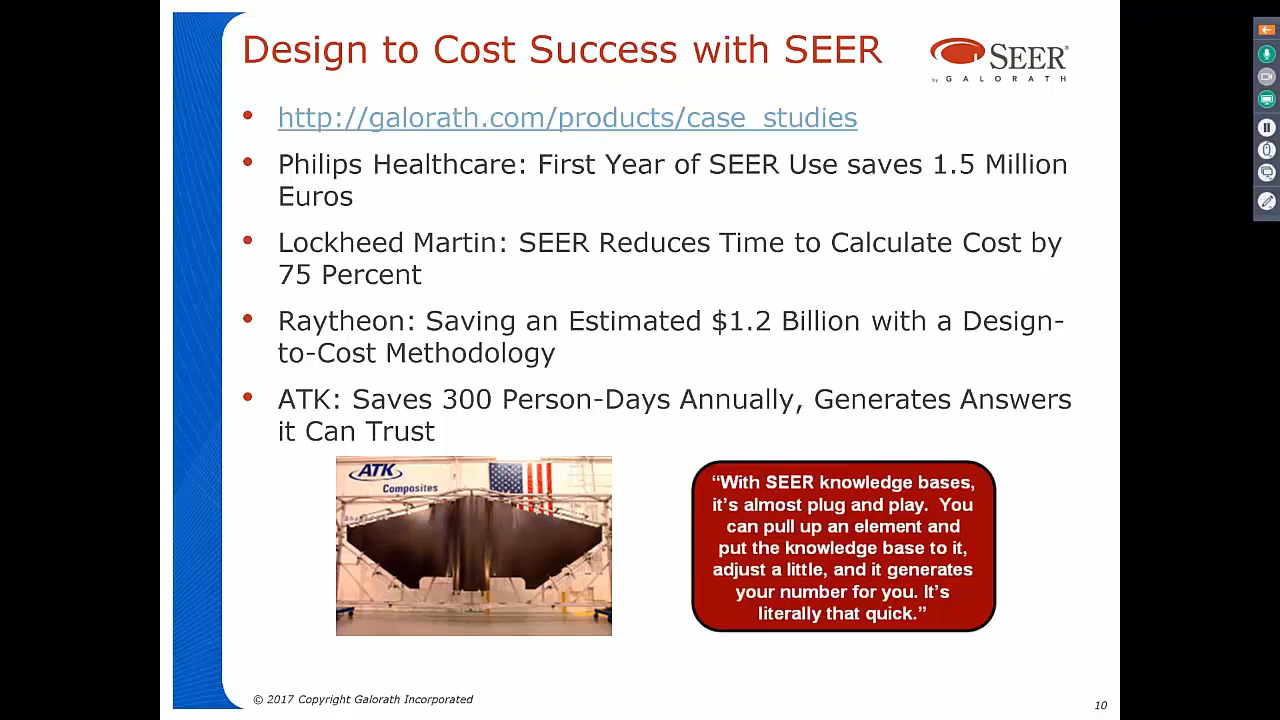 Design to Cost Success with SEER
SEER®
by GALORATH
• http://galorath.com/products/case_studies
• Philips Healthcare: First Year of SEER Use saves 1.5 Million
Euros
• Lockheed Martin: SEER Reduces Time to Calculate Cost by
75 Percent
• Raytheon: Saving an Estimated $1.2 Billion with a Design-
to-Cost Methodology
• ATK: Saves 300 Person-Days Annually, Generates Answers
it Can Trust
ATK
Composites
“With SEER knowledge bases,
it’s almost plug and play. You
can pull up an element and
put the knowledge base to it,
adjust a little, and it generates
your number for you. It’s
literally that quick.”
© 2017 Copyright Galorath Incorporated
10